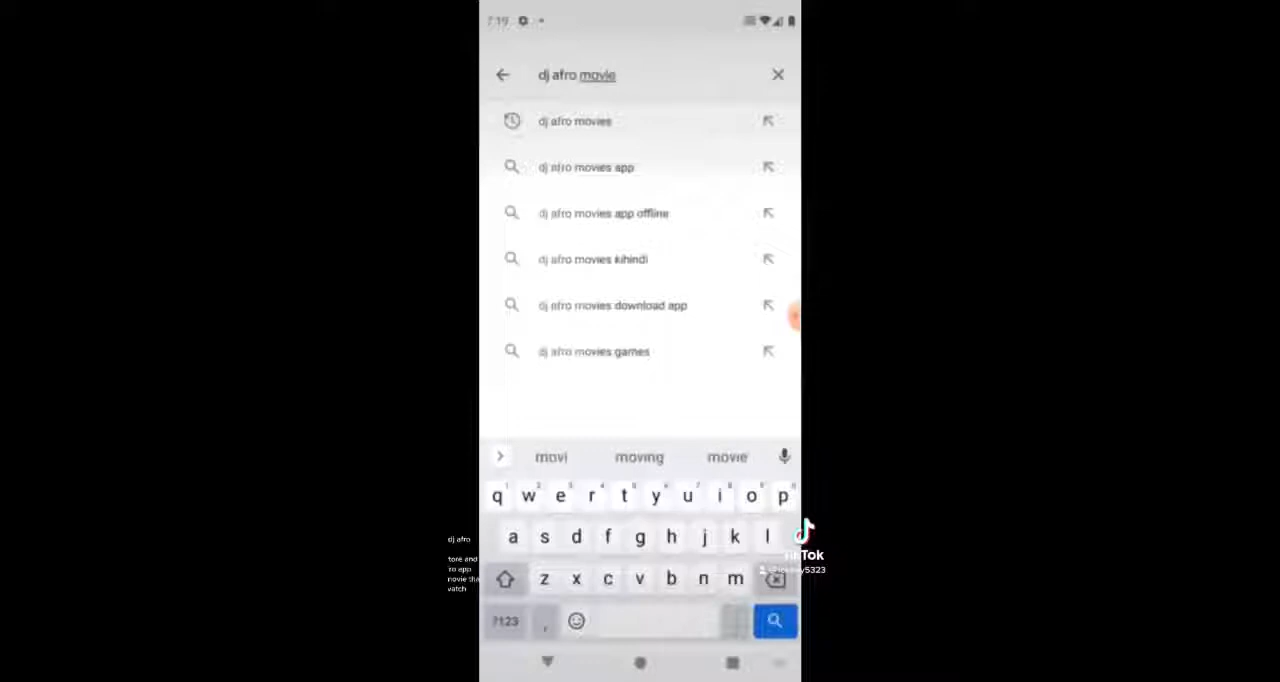 7:19
dj afro movie
dj afro movies
dj afro movies app
dj afro movies app offline
dj afro movies kihindi
dj afro movies download app
dj afro movies games
movi moving movie
q w e r t y u i o p
a s d f g h j k l
z x c v b n m
?123 ,
dj afro
tore and
ro app
movie tha
vatch
TikTok